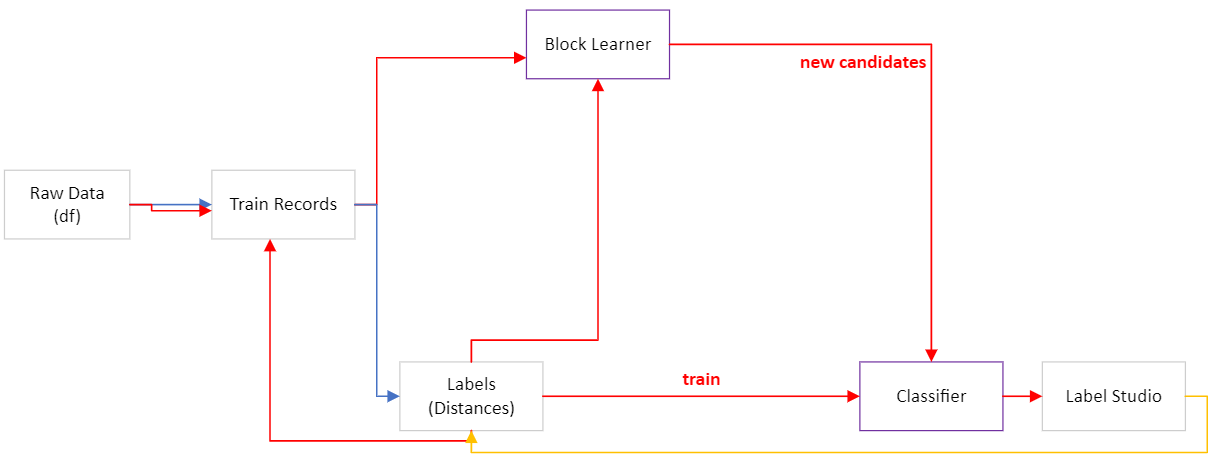 Block Learner
new candidates
Raw Data
(df)
Train Records
Labels
(Distances)
train
Classifier
Label Studio